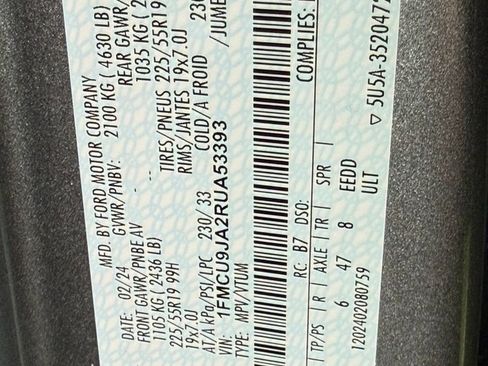 MFD. BY FORD MOTOR COMPANY
DATE: 02/24 GVWR/PNBV: 2100 KG ( 4630 LB)
FRONT GAWR/PNBE AV REAR GAWR/
1105 KG ( 2436 LB) 1035 KG ( 2
225/55R19 99H TIRES/PNEUS 225/55R19
19x7.0J RIMS/JANTES 19x7.0J
AT/A kPa/PSI/LPC 230/ 33 COLD/A FROID 230
VIN: 1FMCU9JA2RUA53393
TYPE: MPV/VTUM /JUME
COMPLIES
RC: B7 DSO:
TP/PS | R | AXLE | TR | SPR |
6 47 8 EEDD
1202402080759 ULT ▽ 5U5A-352047